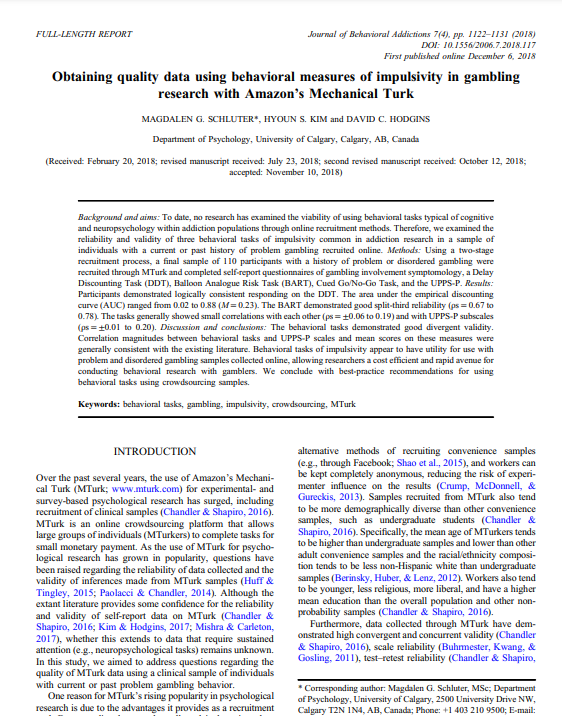 FULL-LENGTH REPORT
Journal of Behavioral Addictions 7(4), pp. 1122–1131 (2018)
DOI: 10.1556/2006.7.2018.117
First published online December 6, 2018
Obtaining quality data using behavioral measures of impulsivity in gambling
research with Amazon's Mechanical Turk
MAGDALEN G. SCHLUTER*, HYOUN S. KIM and DAVID C. HODGINS
Department of Psychology, University of Calgary, Calgary, AB, Canada
(Received: February 20, 2018; revised manuscript received: July 23, 2018; second revised manuscript received: October 12, 2018;
accepted: November 10, 2018)
Background and aims: To date, no research has examined the viability of using behavioral tasks typical of cognitive
and neuropsychology within addiction populations through online recruitment methods. Therefore, we examined the
reliability and validity of three behavioral tasks of impulsivity common in addiction research in a sample of
individuals with a current or past history of problem gambling recruited online. Methods: Using a two-stage
recruitment process, a final sample of 110 participants with a history of problem or disordered gambling were
recruited through MTurk and completed self-report questionnaires of gambling involvement symptomology, a Delay
Discounting Task (DDT), Balloon Analogue Risk Task (BART), Cued Go/No-Go Task, and the UPPS-P. Results:
Participants demonstrated logically consistent responding on the DDT. The area under the empirical discounting
curve (AUC) ranged from 0.02 to 0.88 (M = 0.23). The BART demonstrated good split-third reliability (ρs = 0.67 to
0.78). The tasks generally showed small correlations with each other (ρs = ±0.06 to 0.19) and with UPPS-P subscales
(ρs = ±0.01 to 0.20). Discussion and conclusions: The behavioral tasks demonstrated good divergent validity.
Correlation magnitudes between behavioral tasks and UPPS-P scales and mean scores on these measures were
generally consistent with the existing literature. Behavioral tasks of impulsivity appear to have utility for use with
problem and disordered gambling samples collected online, allowing researchers a cost efficient and rapid avenue for
conducting behavioral research with gamblers. We conclude with best-practice recommendations for using
behavioral tasks using crowdsourcing samples.
Keywords: behavioral tasks, gambling, impulsivity, crowdsourcing, MTurk
INTRODUCTION
Over the past several years, the use of Amazon's Mechani-
cal Turk (MTurk; www.mturk.com) for experimental- and
survey-based psychological research has surged, including
recruitment of clinical samples (Chandler & Shapiro, 2016).
MTurk is an online crowdsourcing platform that allows
large groups of individuals (MTurkers) to complete tasks for
small monetary payment. As the use of MTurk for psycho-
logical research has grown in popularity, questions have
been raised regarding the reliability of data collected and the
validity of inferences made from MTurk samples (Huff &
Tingley, 2015; Paolacci & Chandler, 2014). Although the
extant literature provides some confidence for the reliability
and validity of self-report data on MTurk (Chandler &
Shapiro, 2016; Kim & Hodgins, 2017; Mishra & Carleton,
2017), whether this extends to data that require sustained
attention (e.g., neuropsychological tasks) remains unknown.
In this study, we aimed to address questions regarding the
quality of MTurk data using a clinical sample of individuals
with current or past problem gambling behavior.
One reason for MTurk's rising popularity in psychological
research is due to the advantages it provides as a recruitment
alternative methods of recruiting convenience samples
(e.g., through Facebook; Shao et al., 2015), and workers can
be kept completely anonymous, reducing the risk of experi-
menter influence on the results (Crump, McDonnell, &
Gureckis, 2013). Samples recruited from MTurk also tend
to be more demographically diverse than other convenience
samples, such as undergraduate students (Chandler &
Shapiro, 2016). Specifically, the mean age of MTurkers tends
to be higher than undergraduate samples and lower than other
adult convenience samples and the racial/ethnicity composi-
tion tends to be less non-Hispanic white than undergraduate
samples (Berinsky, Huber, & Lenz, 2012). Workers also tend
to be younger, less religious, more liberal, and have a higher
mean education than the overall population and other non-
probability samples (Chandler & Shapiro, 2016).
Furthermore, data collected through MTurk have dem-
onstrated high convergent and concurrent validity (Chandler
& Shapiro, 2016), scale reliability (Buhrmester, Kwang, &
Gosling, 2011), test–retest reliability (Chandler & Shapiro,
* Corresponding author: Magdalen G. Schluter, MSc; Department
of Psychology, University of Calgary, 2500 University Drive NW,
Calgary T2N 1N4, AB, Canada; Phone: +1 403 210 9500; E-mail: